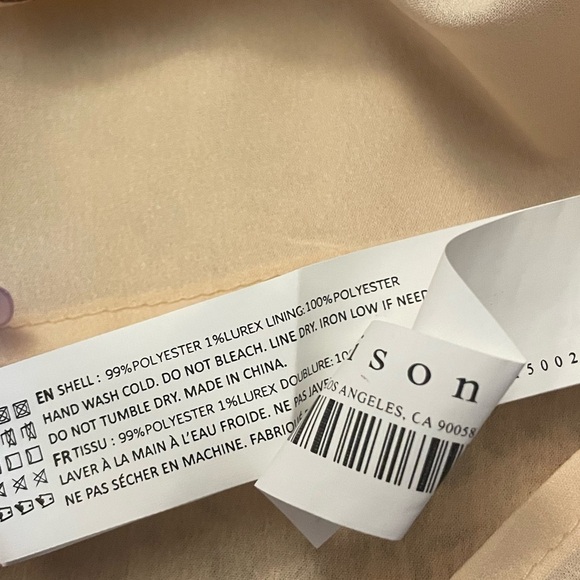 EN SHELL : 99%POLYESTER 1%LUREX LINING:100%POLYESTER
HAND WASH COLD. DO NOT BLEACH. LINE DRY. IRON LOW IF NEED
DO NOT TUMBLE DRY. MADE IN CHINA.
FR TISSU : 99%POLYESTER 1%LUREX DOUBLURE:10
LAVER À LA MAIN À L'EAU FROIDE. NE PAS JAVE
NE PAS SÉCHER EN MACHINE. FABRIQU
ison
OS ANGELES, CA 90058
5002